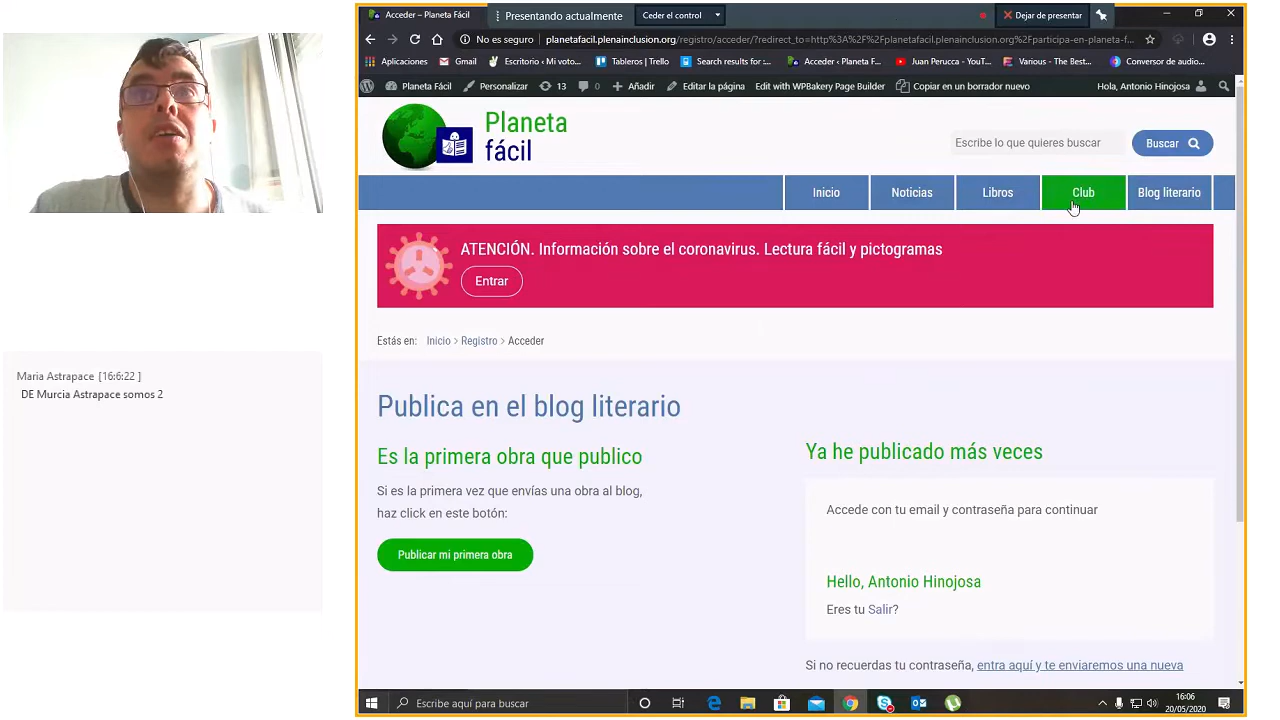 Acceder – Planeta Fácil
Presentando actualmente
Ceder el control
Dejar de presentar
No es seguro
planetafacil.plenainclusion.org/registro/acceder/?redirect_to=http%3A%2F%2Fplanetafacil.plenainclusion.org%2Fparticipa-en-planeta-f...
Aplicaciones
Gmail
Escritorio ‹ Mi voto...
Tableros | Trello
Search results for :...
Acceder ‹ Planeta F...
Juan Perucca - YouT...
Various - The Best...
Conversor de audio...
Planeta Fácil
Personalizar
13
0
Añadir
Editar la página
Edit with WPBakery Page Builder
Copiar en un borrador nuevo
Hola, Antonio Hinojosa
Planeta
fácil
Escribe lo que quieres buscar
Buscar
Inicio
Noticias
Libros
Club
Blog literario
ATENCIÓN. Información sobre el coronavirus. Lectura fácil y pictogramas
Entrar
Estás en: Inicio > Registro > Acceder
Maria Astrapace [16:6:22 ]
DE Murcia Astrapace somos 2
Publica en el blog literario
Es la primera obra que publico
Si es la primera vez que envías una obra al blog,
haz click en este botón:
Publicar mi primera obra
Ya he publicado más veces
Accede con tu email y contraseña para continuar
Hello, Antonio Hinojosa
Eres tu Salir?
Si no recuerdas tu contraseña, entra aquí y te enviaremos una nueva
Escribe aquí para buscar
16:06
20/05/2020